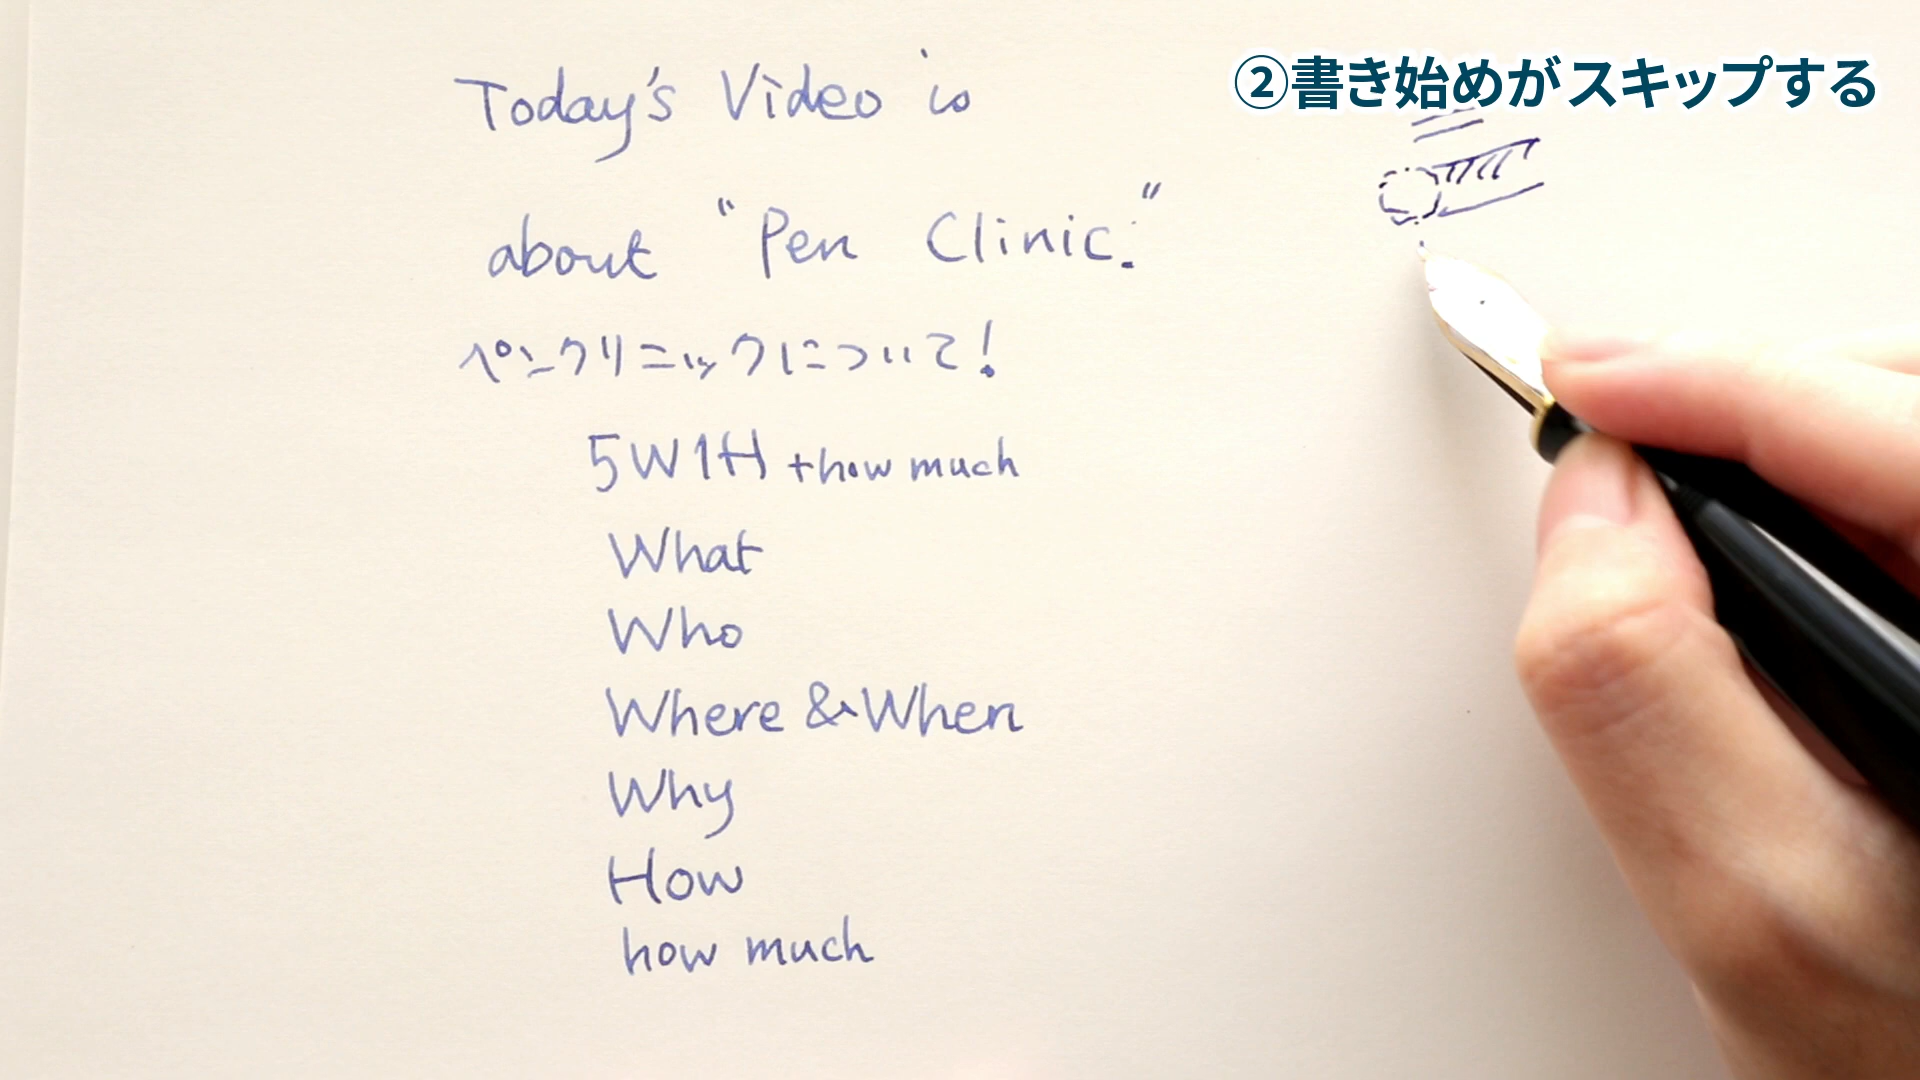 ②書き始めがスキップする
Today's Video is
about "Pen Clinic."
ペンクリニックについて!
5W1H +how much
What
Who
Where & When
Why
How
how much